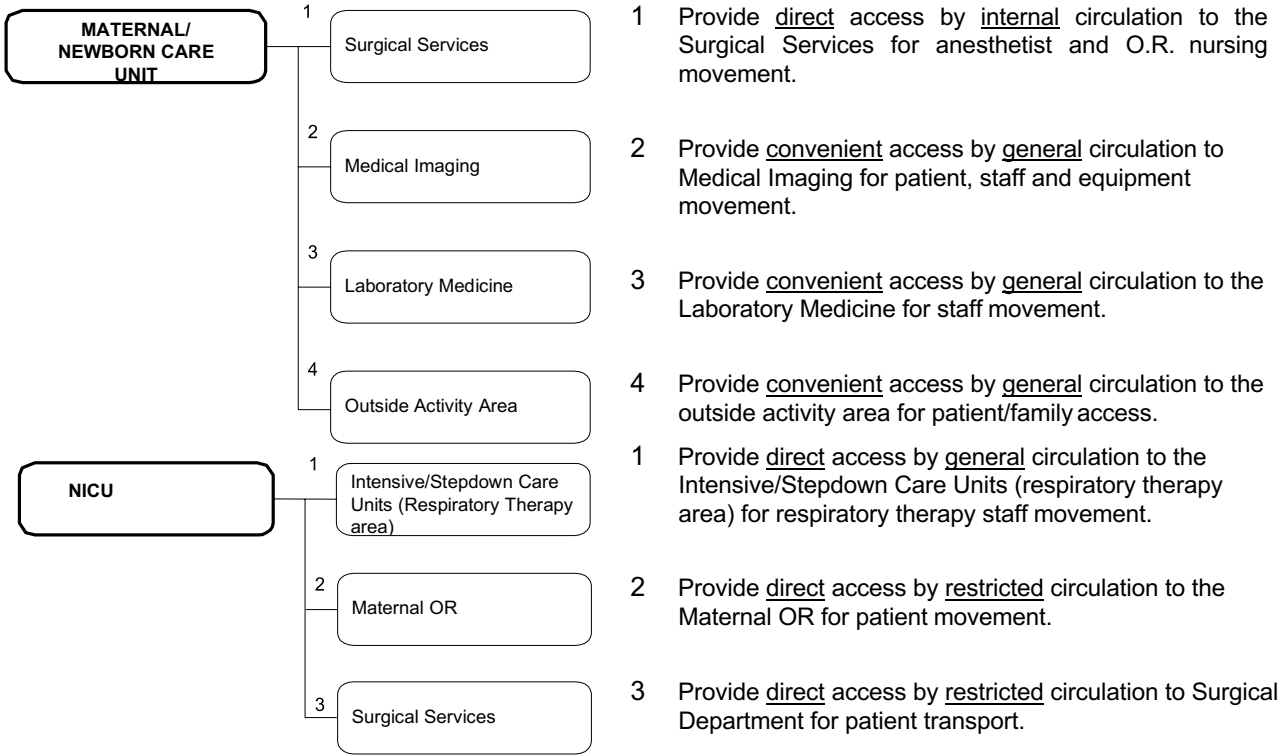 MATERNAL/
NEWBORN CARE
UNIT
1
Surgical Services
1 Provide direct access by internal circulation to the
Surgical Services for anesthetist and O.R. nursing
movement.
2
Medical Imaging
2 Provide convenient access by general circulation to
Medical Imaging for patient, staff and equipment
movement.
3
Laboratory Medicine
3 Provide convenient access by general circulation to the
Laboratory Medicine for staff movement.
4
Outside Activity Area
4 Provide convenient access by general circulation to the
outside activity area for patient/family access.
NICU
1
Intensive/Stepdown Care
Units (Respiratory Therapy
area)
1 Provide direct access by general circulation to the
Intensive/Stepdown Care Units (respiratory therapy
area) for respiratory therapy staff movement.
2
Maternal OR
2 Provide direct access by restricted circulation to the
Maternal OR for patient movement.
3
Surgical Services
3 Provide direct access by restricted circulation to Surgical
Department for patient transport.